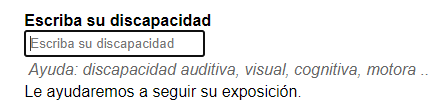 Escriba su discapacidad
Escriba su discapacidad
Ayuda: discapacidad auditiva, visual, cognitiva, motora ..
Le ayudaremos a seguir su exposición.